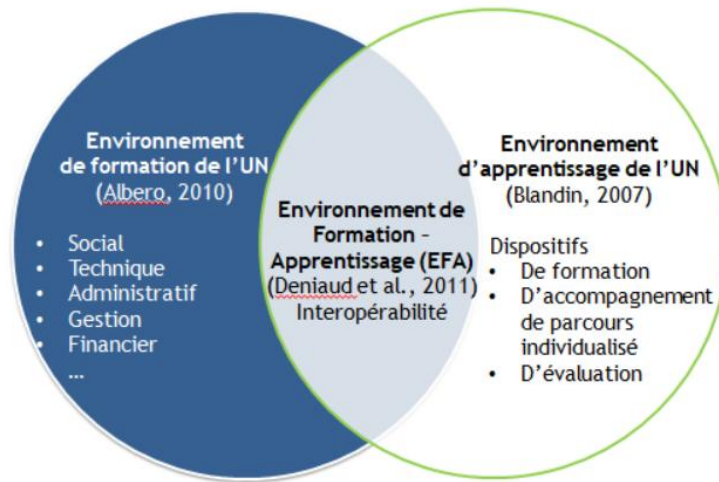 Environnement
de formation de l'UN
(Albero, 2010)
• Social
• Technique
• Administratif
• Gestion
• Financier
...
Environnement de
Formation –
Apprentissage (EFA)
(Deniaud et al., 2011)
Interopérabilité
Environnement
d'apprentissage de l'UN
(Blandin, 2007)
Dispositifs
• De formation
• D'accompagnement
de parcours
individualisé
• D'évaluation